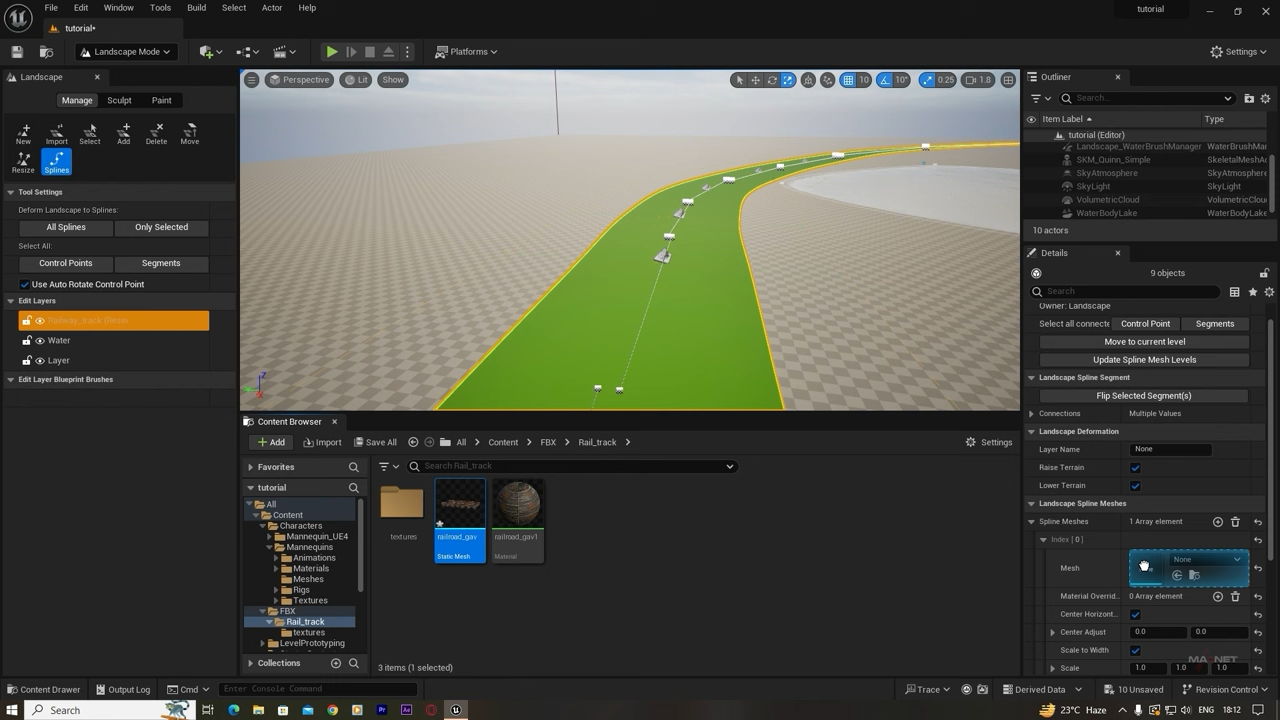 File Edit Window Tools Build Select Actor Help
tutorial
tutorial*
Landscape Mode
Platforms
Settings
Landscape
Manage Sculpt Paint
New Import Select Add Delete Move
Resize Splines
Tool Settings
Deform Landscape to Splines:
All Splines Only Selected
Select All:
Control Points Segments
Use Auto Rotate Control Point
Edit Layers
Water
Layer
Edit Layer Blueprint Brushes
Perspective Lit Show
10 10° 0.25 1.8
Outliner
Search...
Item Label Type
tutorial (Editor)
Landscape_WaterBrushManager WaterBrushMan
SKM_Quinn_Simple SkeletalMeshA
SkyAtmosphere SkyAtmosphere
SkyLight SkyLight
VolumetricCloud VolumetricClou
WaterBodyLake WaterBodyLake
10 actors
Details
9 objects
Search
Owner: Landscape
Select all connecte Control Point Segments
Move to current level
Update Spline Mesh Levels
Landscape Spline Segment
Flip Selected Segment(s)
Connections Multiple Values
Landscape Deformation
Layer Name None
Raise Terrain
Lower Terrain
Landscape Spline Meshes
Spline Meshes 1 Array element
Index [ 0 ]
Mesh None
Material Overrid.. 0 Array element
Center Horizont..
Center Adjust 0.0 0.0
Scale to Width
Scale 1.0 1.0 1.0
Content Browser
Add Import Save All All Content FBX Rail_track Settings
Favorites
Search Rail_track
tutorial
All
Content
Characters
Mannequin_UE4
Mannequins
Animations
Materials
Meshes
Rigs
Textures
FBX
Rail_track
textures
LevelPrototyping
Collections
textures
railroad_gav
Static Mesh
railroad_gav1
Material
3 items (1 selected)
Content Drawer Output Log Cmd Enter Console Command Trace Derived Data 10 Unsaved Revision Control
Search
Pr Ae
23°C Haze ENG 18:12